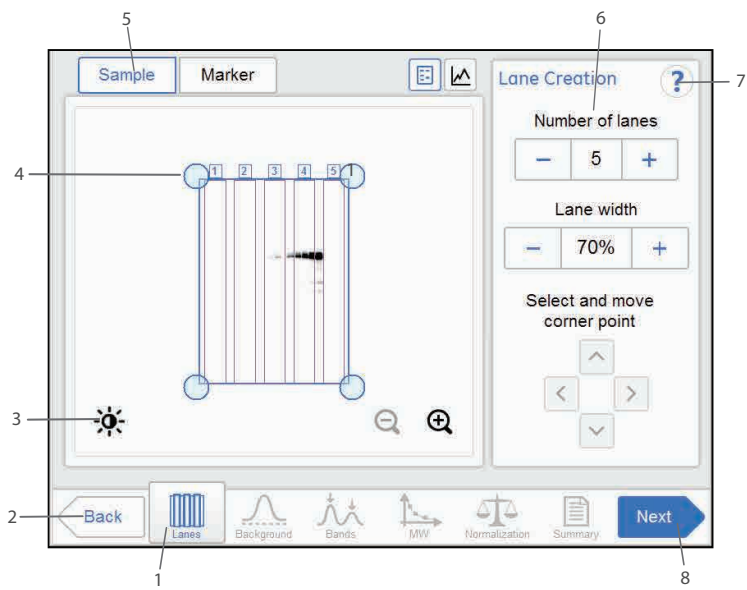 5
6
Sample
Marker
Lane Creation
?
7
Number of lanes
4
1
2
3
4
5
1
− 5 +
Lane width
− 70% +
Select and move
corner point
3
2
Back
Lanes
Background
Bands
MW
Normalization
Summary
Next
1
8